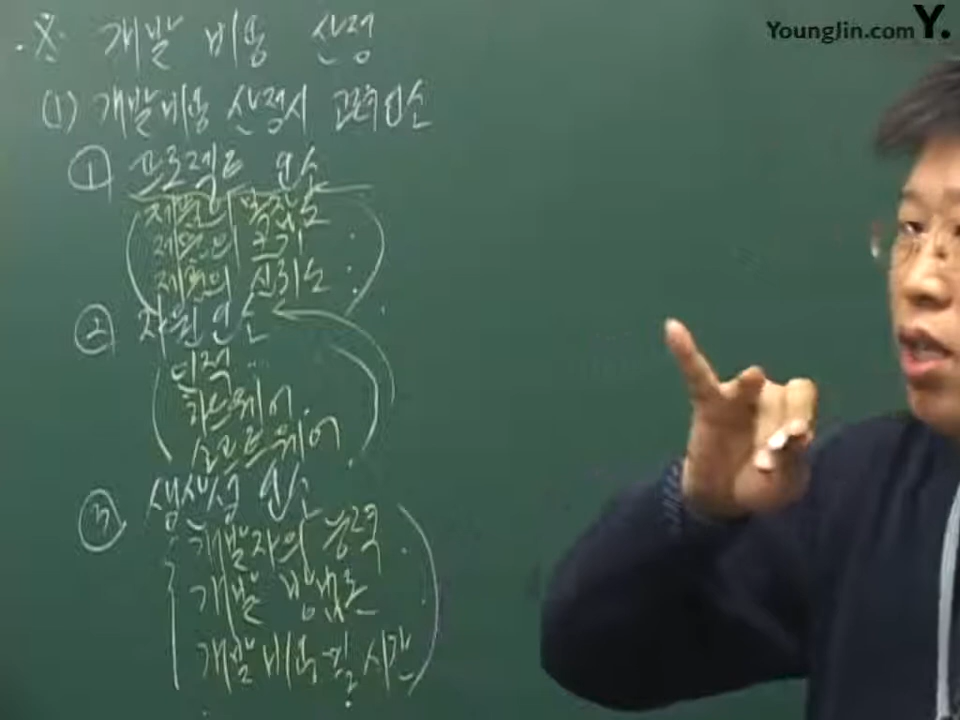 YoungJin.com Y.
※ 개발 비용 산정
(1) 개발비용 산정시 고려요소
① 프로젝트 요소
제품의 복잡도
제품의 크기
제품의 신뢰도
② 자원 요소
인적 ...
하드웨어
소프트웨어
③ 생산성 요소
개발자의 능력
개발 방법론
개발비용 및 시간